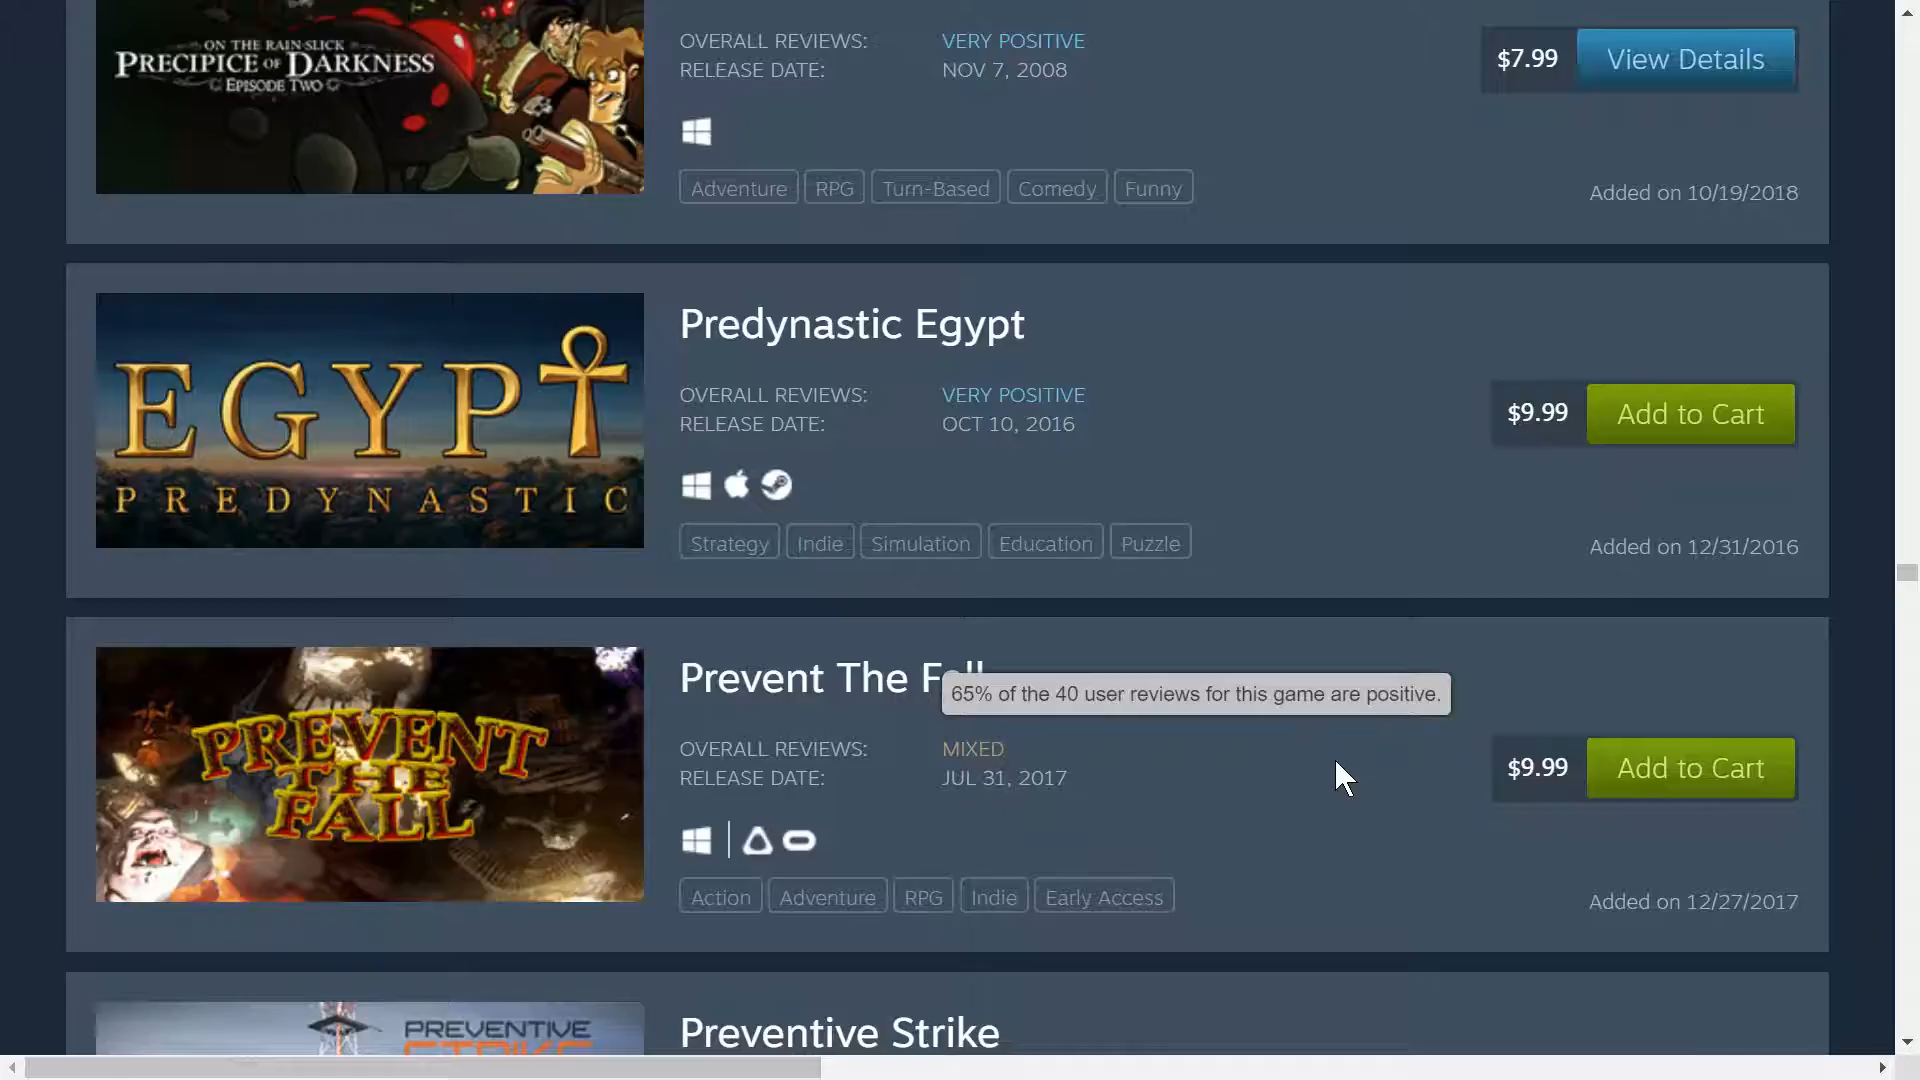 ON THE RAIN-SLICK
PRECIPICE OF DARKNESS
EPISODE TWO
OVERALL REVIEWS: VERY POSITIVE
RELEASE DATE: NOV 7, 2008
$7.99 View Details
Adventure RPG Turn-Based Comedy Funny
Added on 10/19/2018
EGYPT
PREDYNASTIC
Predynastic Egypt
OVERALL REVIEWS: VERY POSITIVE
RELEASE DATE: OCT 10, 2016
$9.99 Add to Cart
Strategy Indie Simulation Education Puzzle
Added on 12/31/2016
PREVENT
THE
FALL
Prevent The Fall
65% of the 40 user reviews for this game are positive.
OVERALL REVIEWS: MIXED
RELEASE DATE: JUL 31, 2017
$9.99 Add to Cart
Action Adventure RPG Indie Early Access
Added on 12/27/2017
PREVENTIVE
STRIKE
Preventive Strike